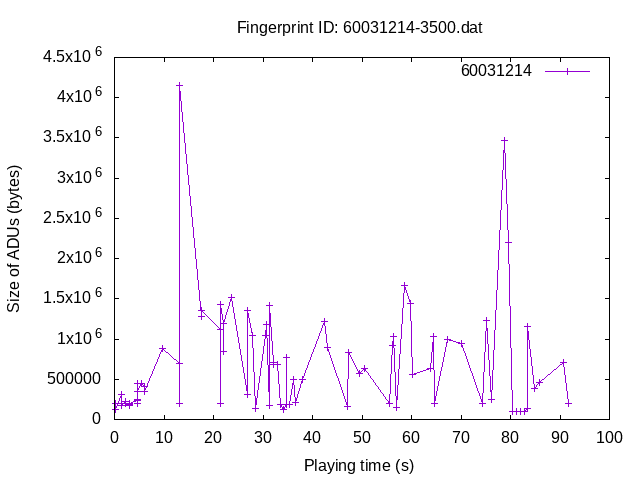 Fingerprint ID: 60031214-3500.dat
60031214
Size of ADUs (bytes)
4.5x10^6
4x10^6
3.5x10^6
3x10^6
2.5x10^6
2x10^6
1.5x10^6
1x10^6
500000
0
0 10 20 30 40 50 60 70 80 90 100
Playing time (s)